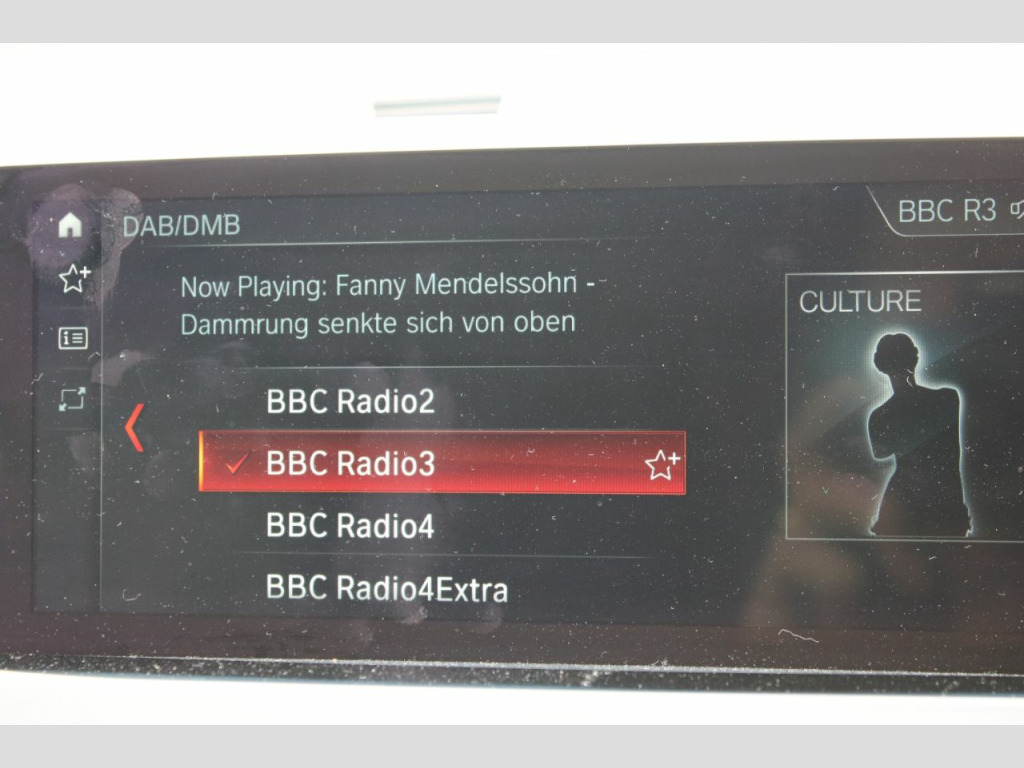 DAB/DMB
BBC R3
Now Playing: Fanny Mendelssohn -
Dammrung senkte sich von oben
CULTURE
BBC Radio2
BBC Radio3
BBC Radio4
BBC Radio4Extra